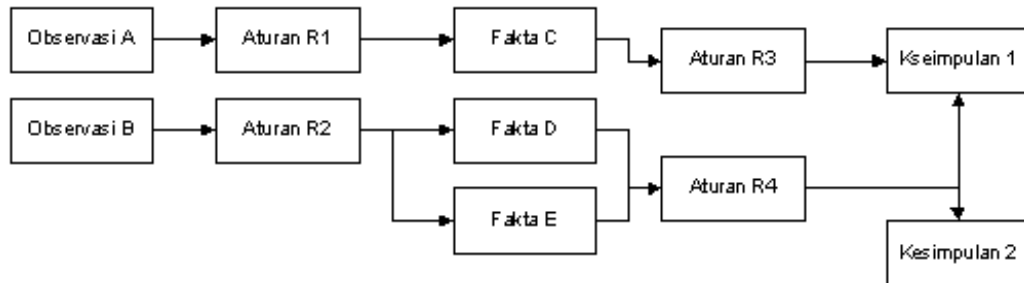 Observasi A
Aturan R1
Fakta C
Aturan R3
Kseimpulan 1
Observasi B
Aturan R2
Fakta D
Aturan R4
Fakta E
Kesimpulan 2